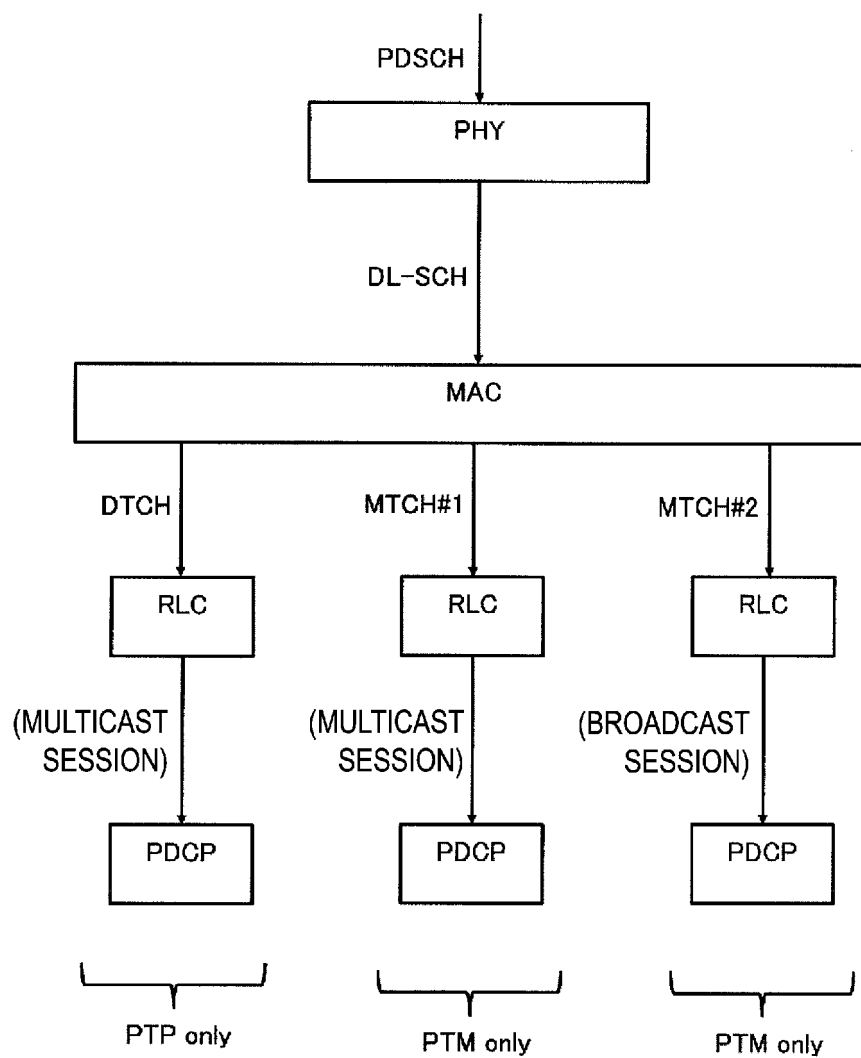 PDSCH
PHY
DL-SCH
MAC
DTCH
MTCH#1
MTCH#2
RLC
RLC
RLC
(MULTICAST
SESSION)
(MULTICAST
SESSION)
(BROADCAST
SESSION)
PDCP
PDCP
PDCP
PTP only
PTM only
PTM only